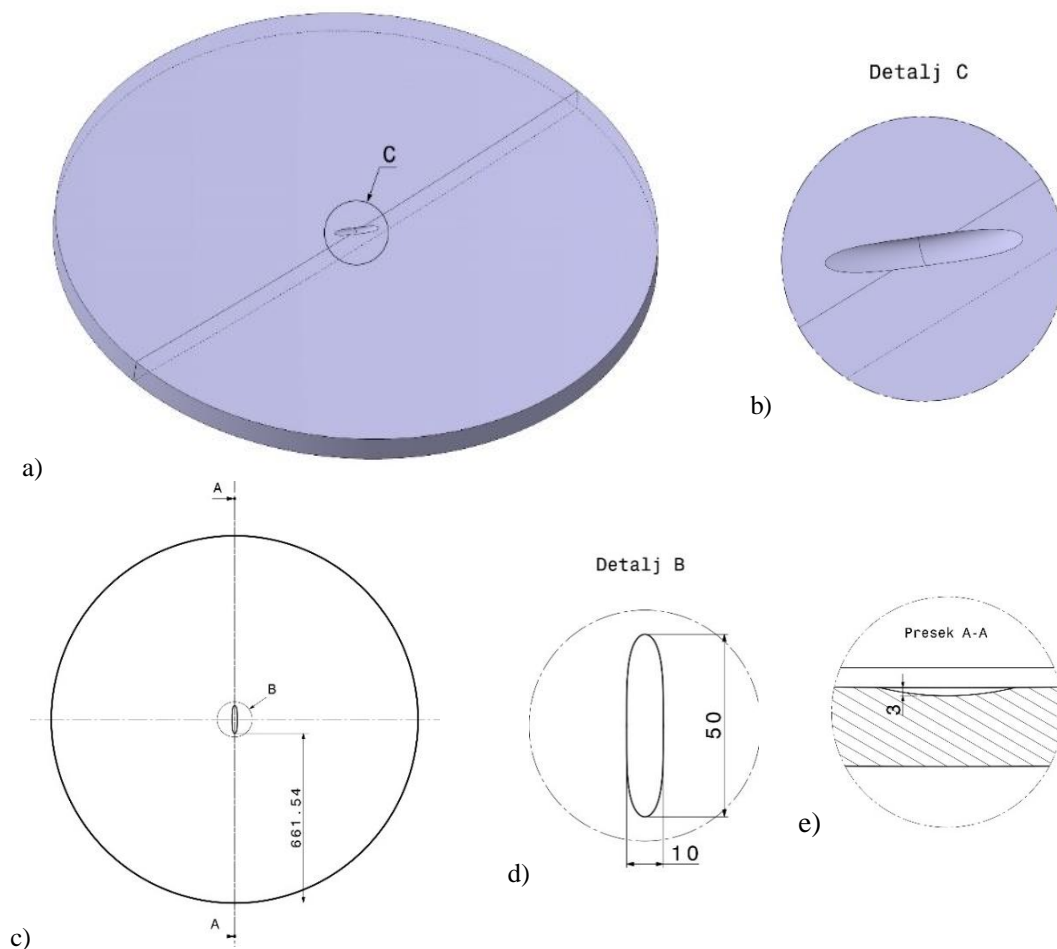 C
Detalj C
b)
a)
A
B
661.54
A
c)
Detalj B
50
10
d)
Presek A-A
3
e)